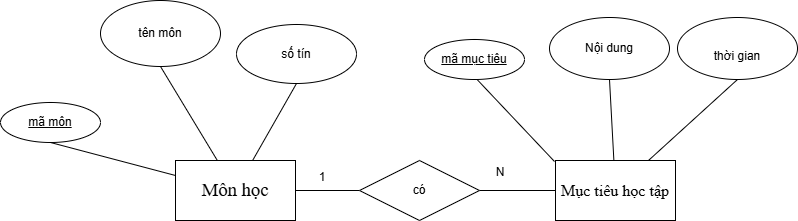 tên môn
số tín
mã môn
Môn học
1
có
N
mã mục tiêu
Nội dung
thời gian
Mục tiêu học tập